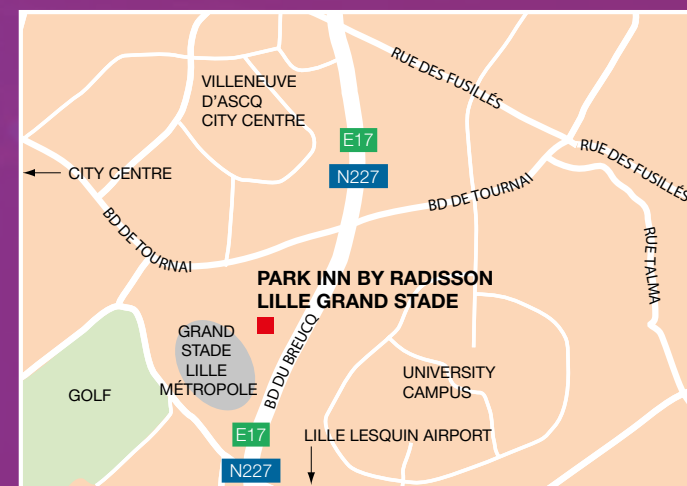 RUE DES FUSILLÉS
VILLENEUVE
D'ASCQ
CITY CENTRE
E17
N227
RUE DES FUSILLÉS
CITY CENTRE
BD DE TOURNAI
BD DE TOURNAI
RUE TALMA
PARK INN BY RADISSON
LILLE GRAND STADE
GRAND
STADE
LILLE
MÉTROPOLE
BD DU BREUCQ
UNIVERSITY
CAMPUS
GOLF
E17
LILLE LESQUIN AIRPORT
N227